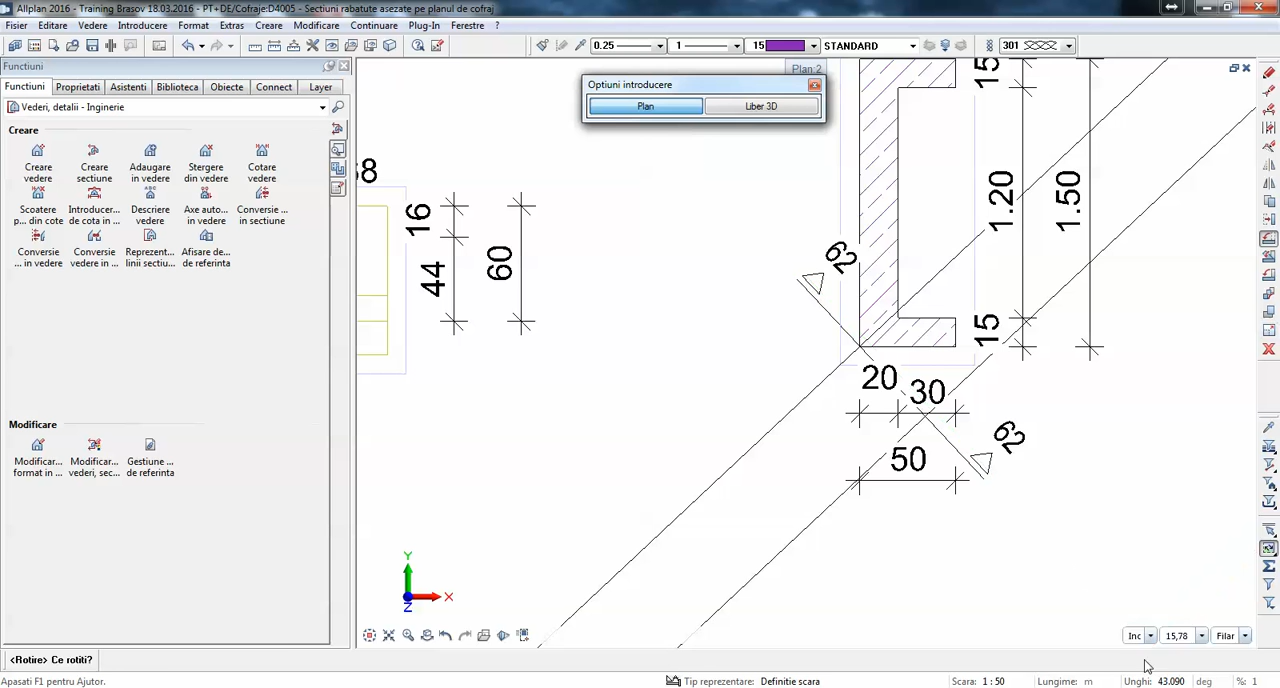 Allplan 2016 - Training Brasov 18.03.2016 - PT+DE/Cofraje:D4005 - Sectiuni rabatute asezate pe planul de cofraj
Fisier Editare Vedere Introducere Format Extras Creare Modificare Continuare Plug-In Ferestre ?
0.25 1 15 STANDARD 301
Functiuni
Functiuni Proprietati Asistenti Biblioteca Obiecte Connect Layer
Vederi, detalii - Inginerie
Creare
Creare vedere
Creare sectiune
Adaugare in vedere
Stergere din vedere
Cotare vedere
Scoatere p... din cote
Introducer... de cota in ...
Descriere vedere
Axe auto... in vedere
Conversie ... in sectiune
Conversie ... in vedere
Conversie vedere in ...
Reprezent... linii sectiu...
Afisare de... de referinta
Modificare
Modificar... format in ...
Modificar... vederi, sec...
Gestiune ... de referinta
Plan:2
Optiuni introducere
Plan Liber 3D
68
16
44
60
62
15
1.20
1.50
15
20
30
62
50
Y
X
Z
Inc 15,78 Filar
<Rotire> Ce rotiti?
Apasati F1 pentru Ajutor.
Tip reprezentare: Definitie scara
Scara: 1 : 50
Lungime: m
Unghi: 43.090 deg
%: 1